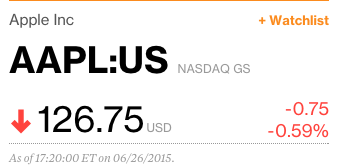 Apple Inc + Watchlist
AAPL:US NASDAQ GS
126.75 USD -0.75
-0.59%
As of 17:20:00 ET on 06/26/2015.